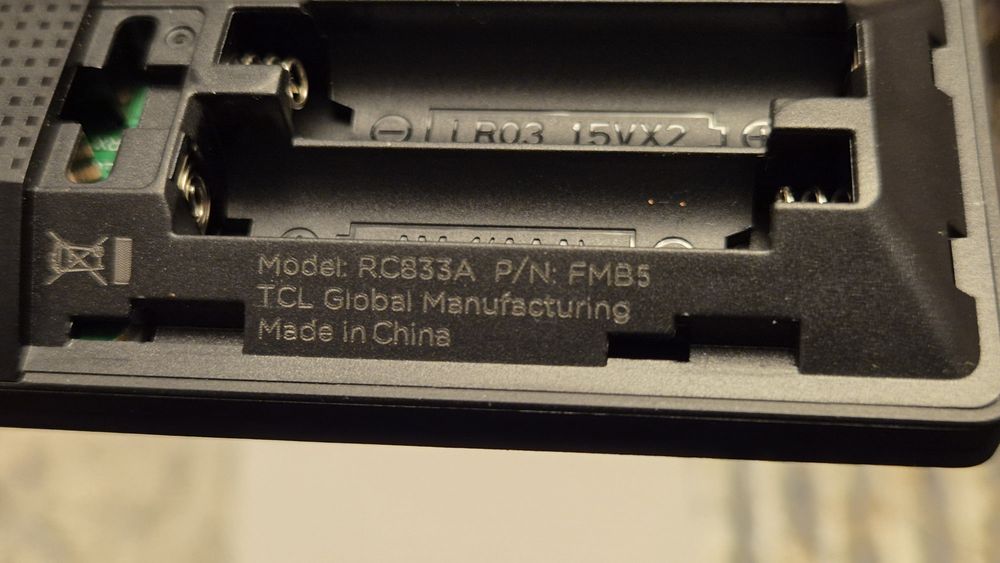 LR03 1.5VX2
Model: RC833A P/N: FMB5
TCL Global Manufacturing
Made in China